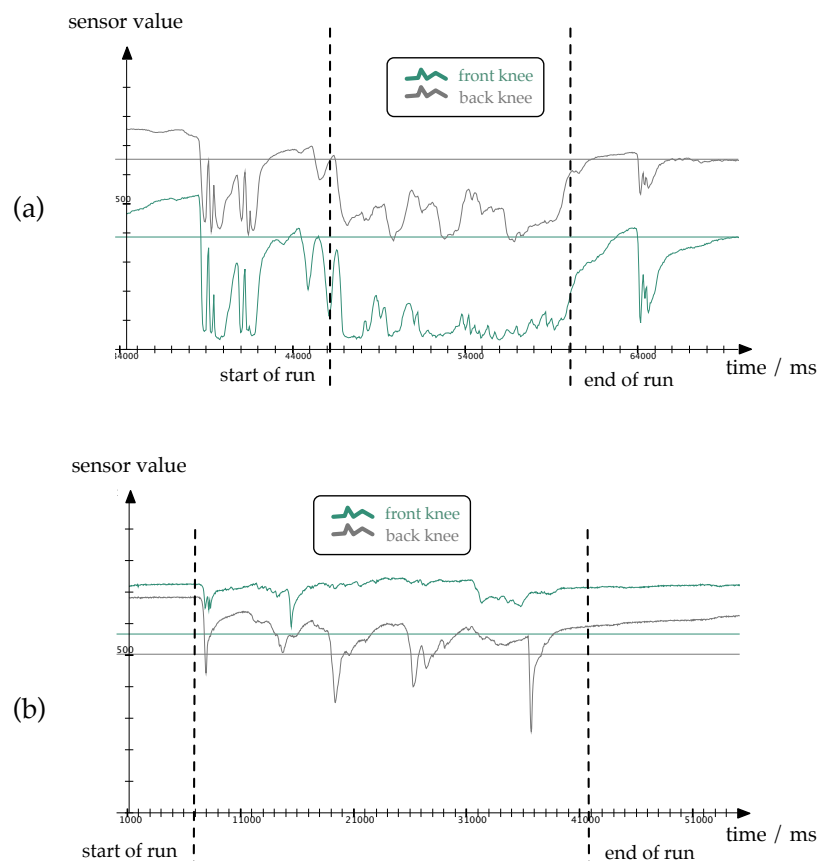 sensor value
front knee
back knee
(a)
500
34000
44000
54000
64000
time / ms
start of run
end of run
sensor value
front knee
back knee
500
(b)
1000
11000
21000
31000
41000
51000
time / ms
start of run
end of run